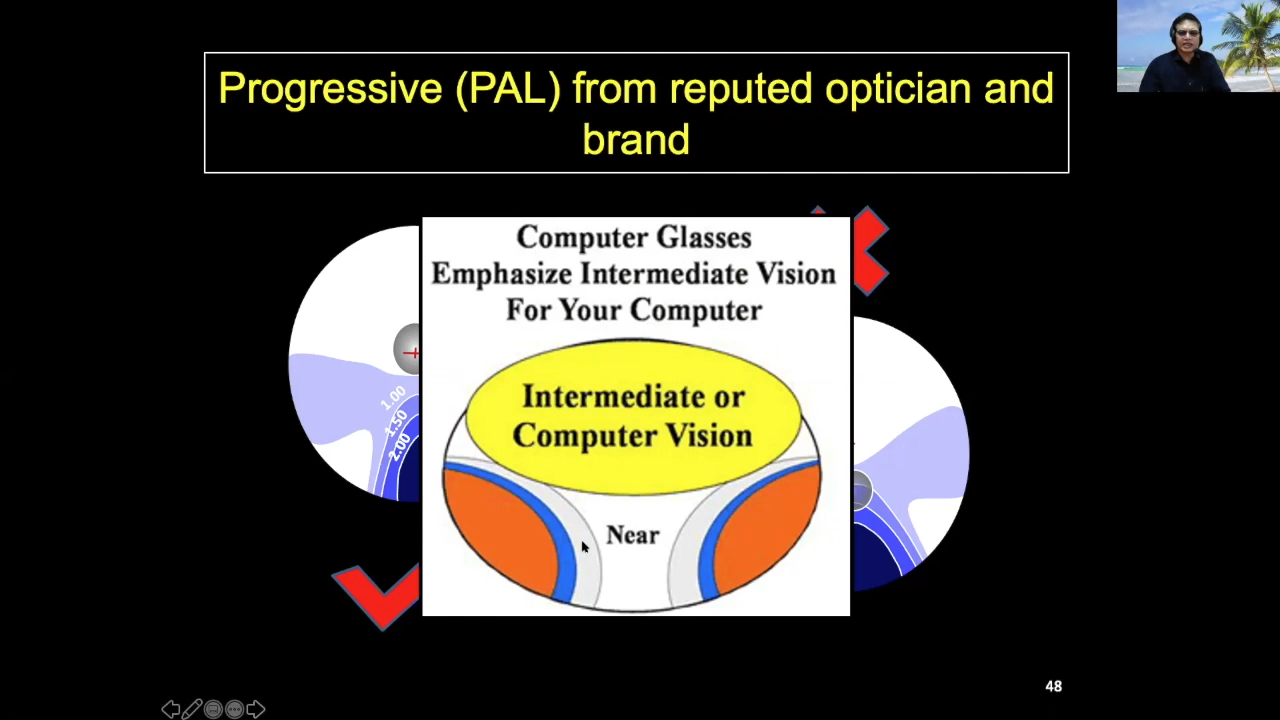 Progressive (PAL) from reputed optician and
brand
Computer Glasses
Emphasize Intermediate Vision
For Your Computer
Intermediate or
Computer Vision
1.00
1.50
2.00
Near
48